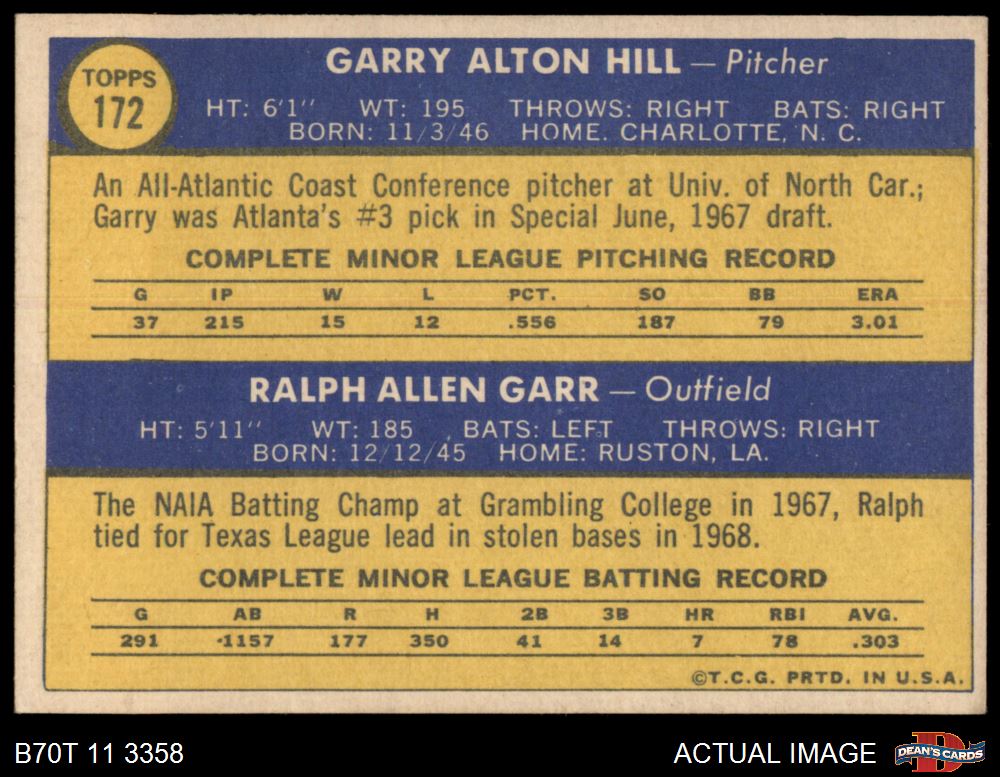 TOPPS
172
GARRY ALTON HILL — Pitcher
HT: 6'1" WT: 195 THROWS: RIGHT BATS: RIGHT
BORN: 11/3/46 HOME. CHARLOTTE, N. C.
An All-Atlantic Coast Conference pitcher at Univ. of North Car.;
Garry was Atlanta's #3 pick in Special June, 1967 draft.
COMPLETE MINOR LEAGUE PITCHING RECORD
G IP W L PCT. SO BB ERA
37 215 15 12 .556 187 79 3.01
RALPH ALLEN GARR — Outfield
HT: 5'11" WT: 185 BATS: LEFT THROWS: RIGHT
BORN: 12/12/45 HOME: RUSTON, LA.
The NAIA Batting Champ at Grambling College in 1967, Ralph
tied for Texas League lead in stolen bases in 1968.
COMPLETE MINOR LEAGUE BATTING RECORD
G AB R H 2B 3B HR RBI AVG.
291 1157 177 350 41 14 7 78 .303
©T.C.G. PRTD. IN U.S.A.
B70T 11 3358 ACTUAL IMAGE
D
DEAN'S CARDS